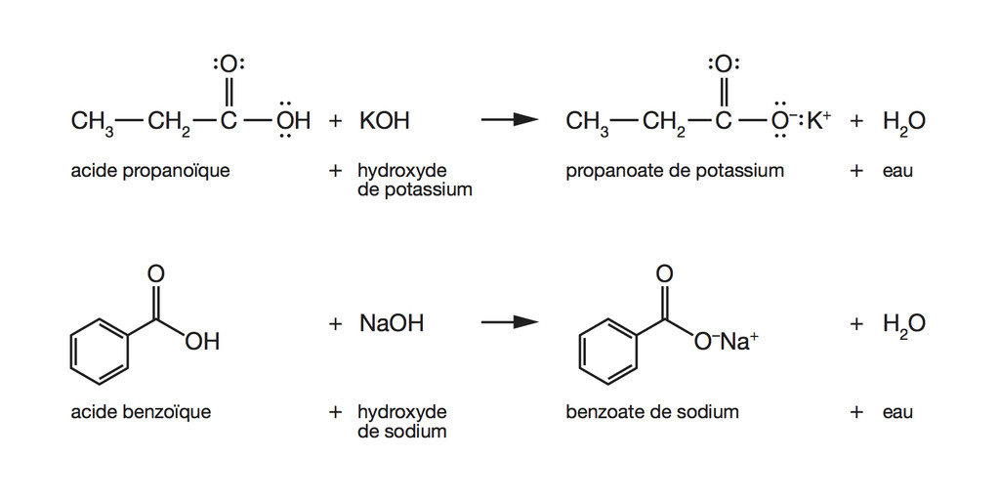 :O: :O:
CH₃—CH₂—C—OH + KOH → CH₃—CH₂—C—O⁻:K⁺ + H₂O
acide propanoïque + hydroxyde de potassium propanoate de potassium + eau
O O
OH + NaOH → O⁻Na⁺ + H₂O
acide benzoïque + hydroxyde de sodium benzoate de sodium + eau